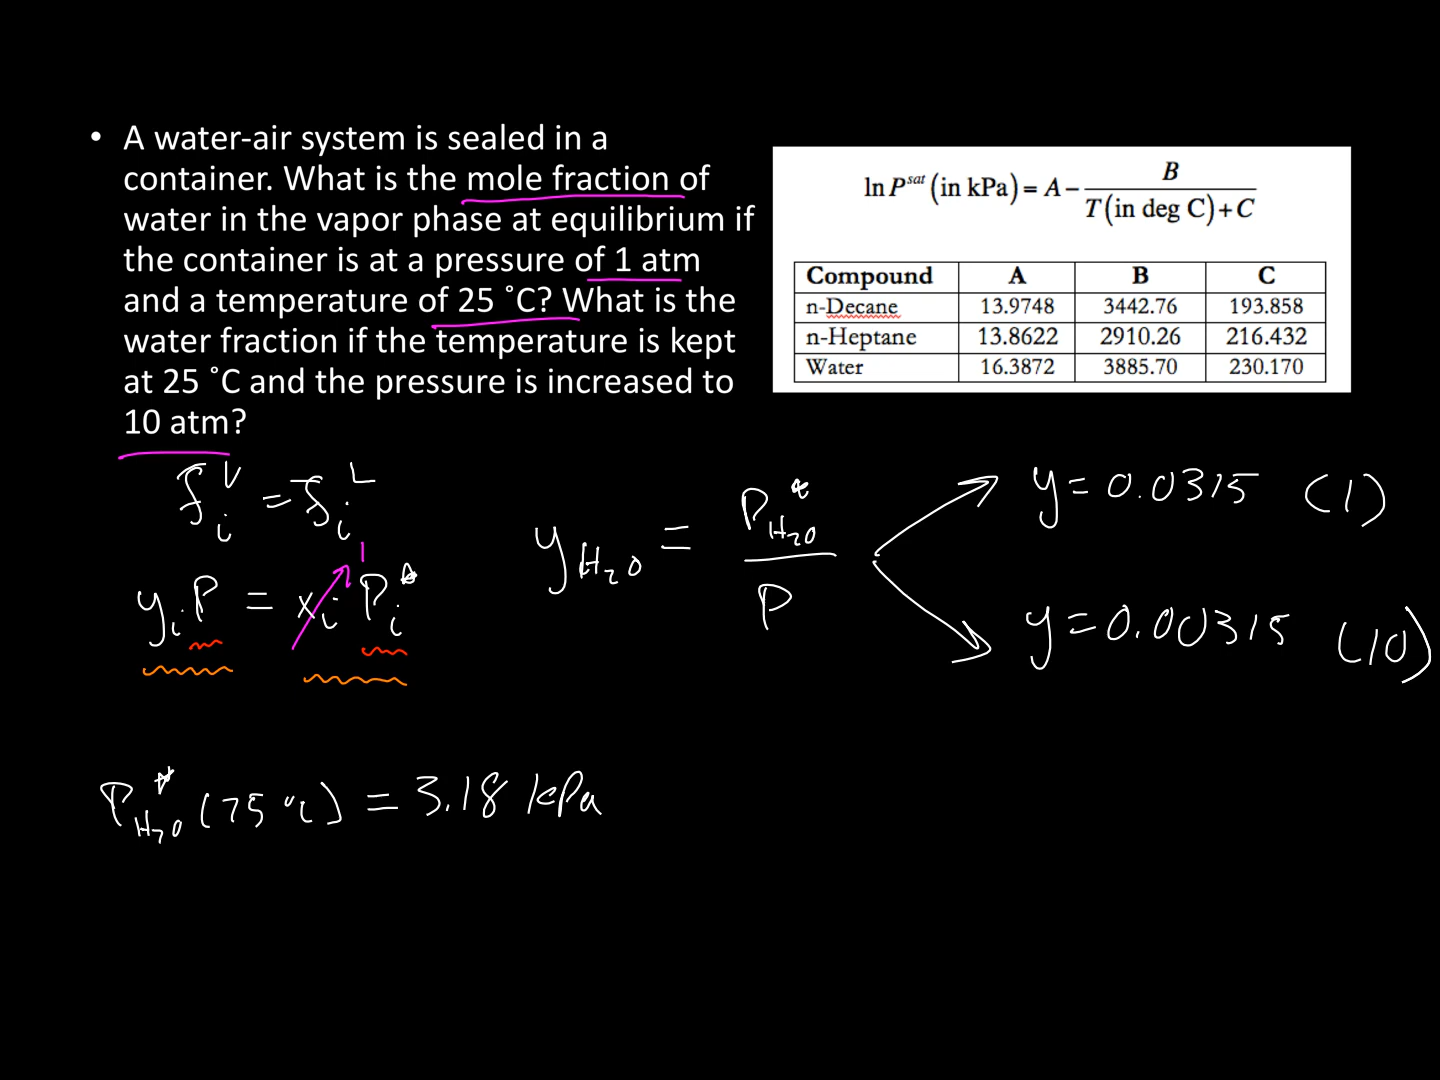 • A water-air system is sealed in a
container. What is the mole fraction of
water in the vapor phase at equilibrium if
the container is at a pressure of 1 atm
and a temperature of 25 ˚C? What is the
water fraction if the temperature is kept
at 25 ˚C and the pressure is increased to
10 atm?
ln P^sat (in kPa) = A − B / (T (in deg C) + C)
Compound A B C
n-Decane 13.9748 3442.76 193.858
n-Heptane 13.8622 2910.26 216.432
Water 16.3872 3885.70 230.170
f_i^V = f_i^L
1
y_i P = x_i P_i^*
y_H2O = P_H2O^* / P
y = 0.0315 (1)
y = 0.00315 (10)
P_H2O^* (25 °C) = 3.18 kPa